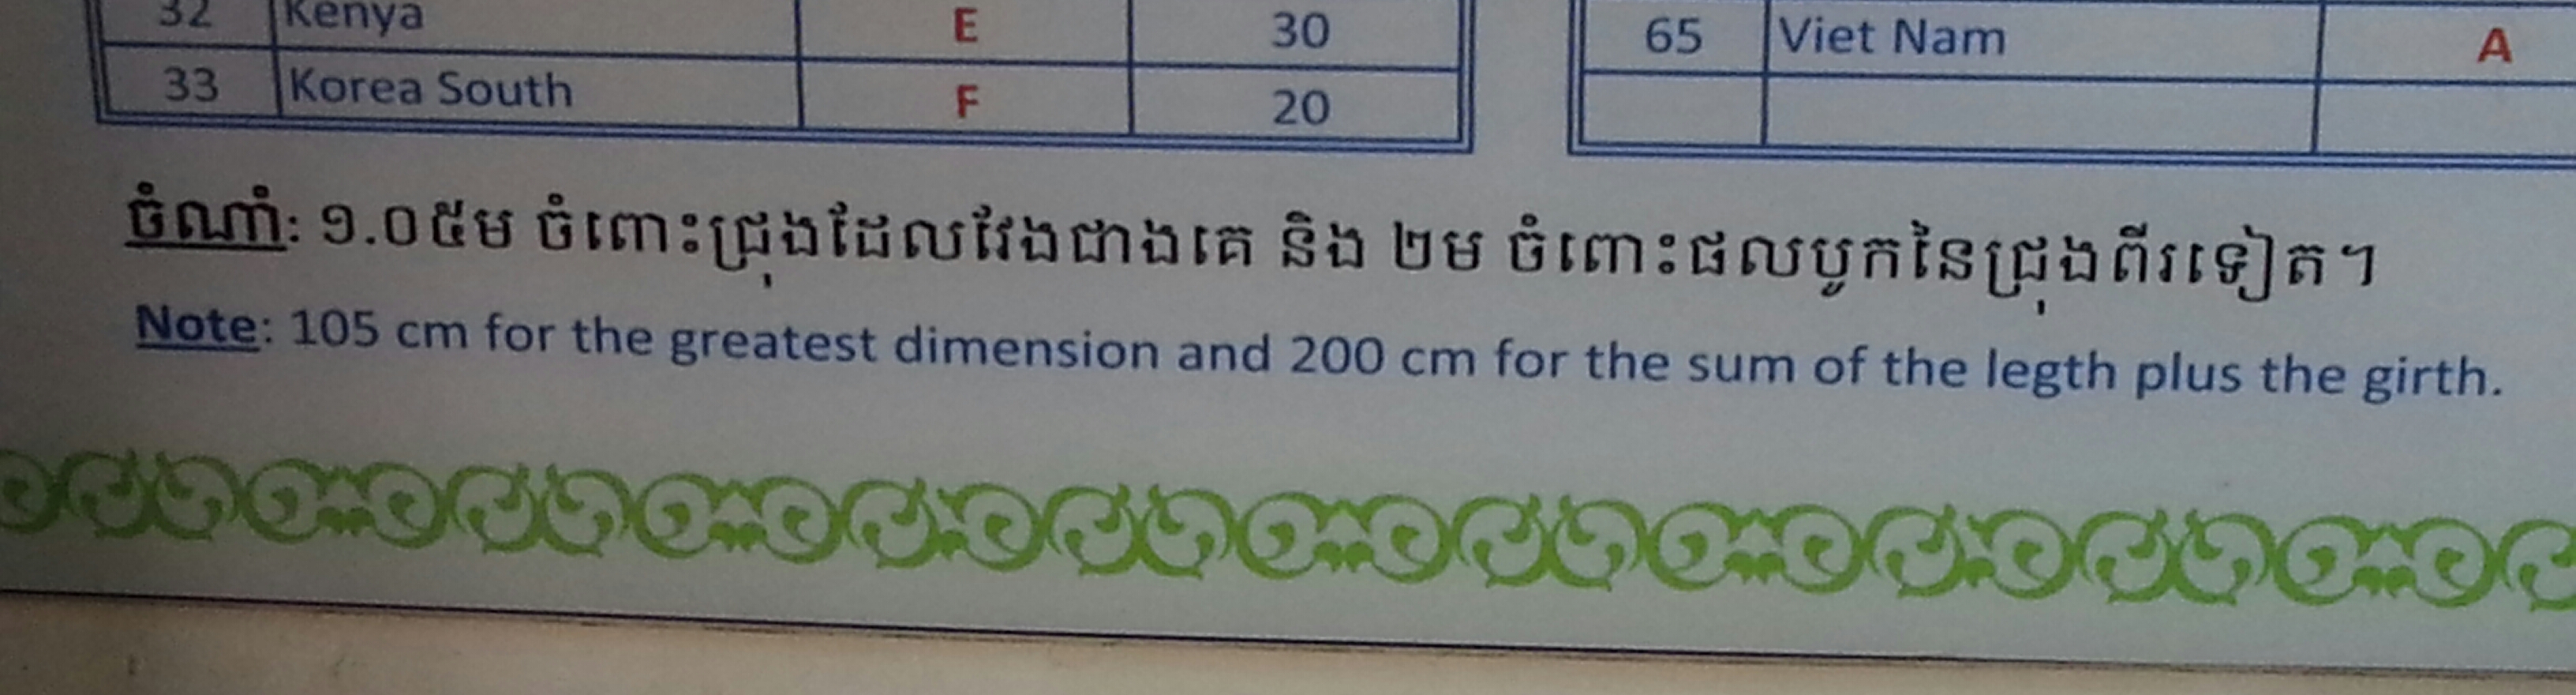 32 Kenya E 30
33 Korea South F 20
65 Viet Nam A
ចំណាំ: ១.០៥ម ចំពោះជ្រុងដែលវែងជាងគេ និង ២ម ចំពោះផលបូកនៃជ្រុងពីរទៀត។
Note: 105 cm for the greatest dimension and 200 cm for the sum of the legth plus the girth.